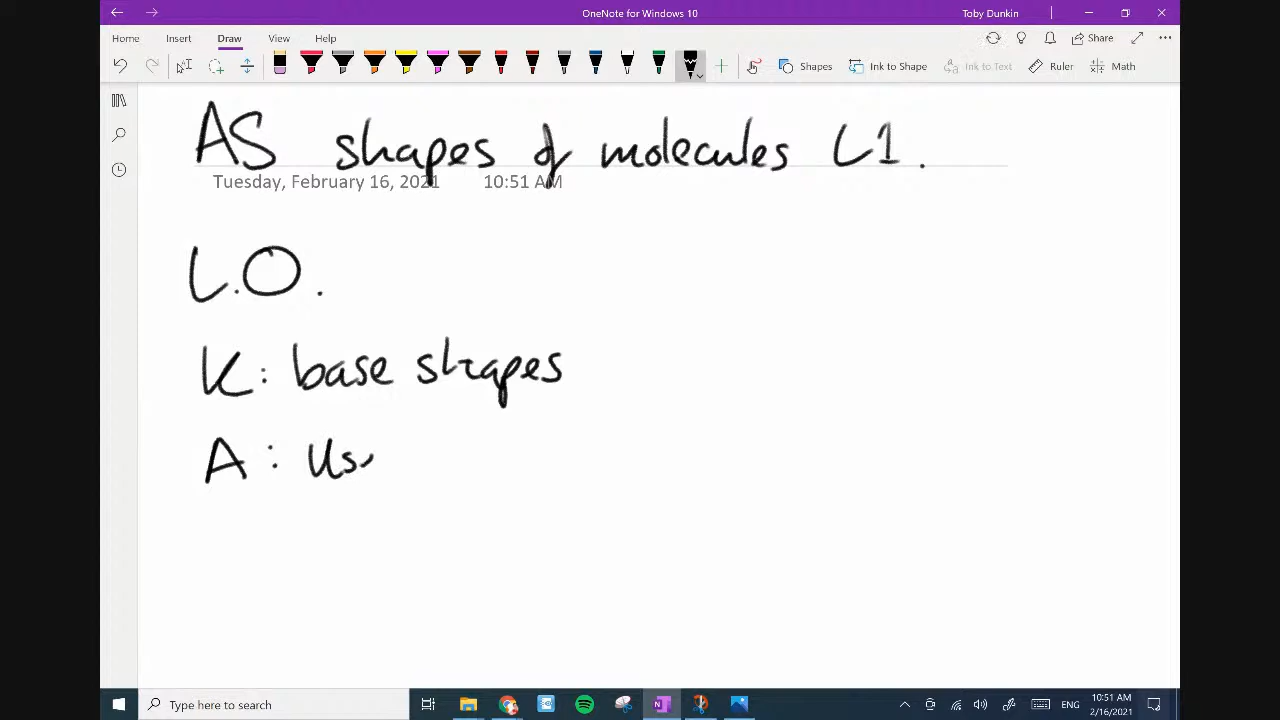 OneNote for Windows 10
Toby Dunkin
Home Insert Draw View Help
Share
Shapes Ink to Shape Ink to Text Ruler Math
AS shapes of molecules L1.
Tuesday, February 16, 2021 10:51 AM
L.O.
K: base shapes
A: Us
Type here to search
ENG
10:51 AM
2/16/2021